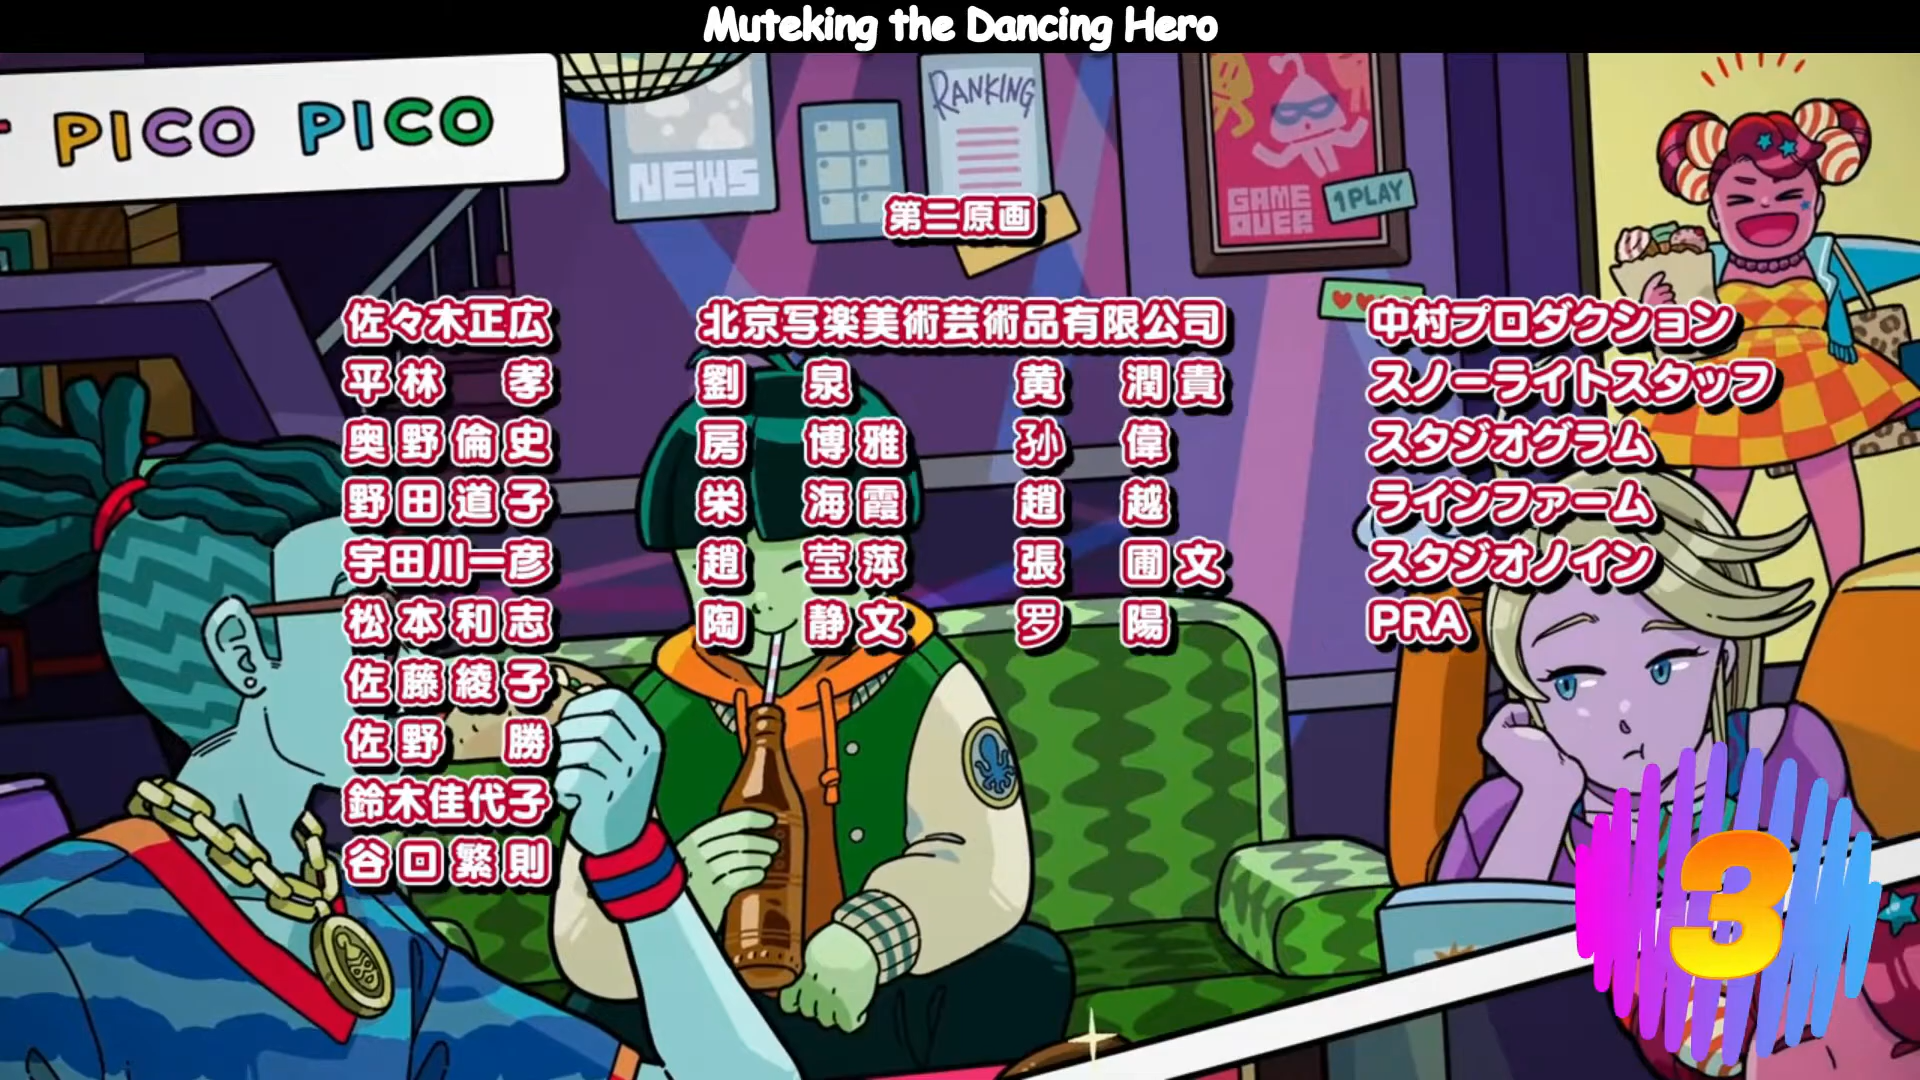 Muteking the Dancing Hero
PICO PICO
NEWS
RANKING
GAME
OVER
1PLAY
第二原画
佐々木正広
平林 孝
奥野倫史
野田道子
宇田川一彦
松本和志
佐藤綾子
佐野 勝
鈴木佳代子
谷口繁則
北京写楽美術芸術品有限公司
劉 泉 黄 潤貴
房 博雅 孙 偉
栄 海霞 趙 越
趙 莹萍 張 圃文
陶 静文 罗 陽
中村プロダクション
スノーライトスタッフ
スタジオグラム
ラインファーム
スタジオノイン
PRA
3